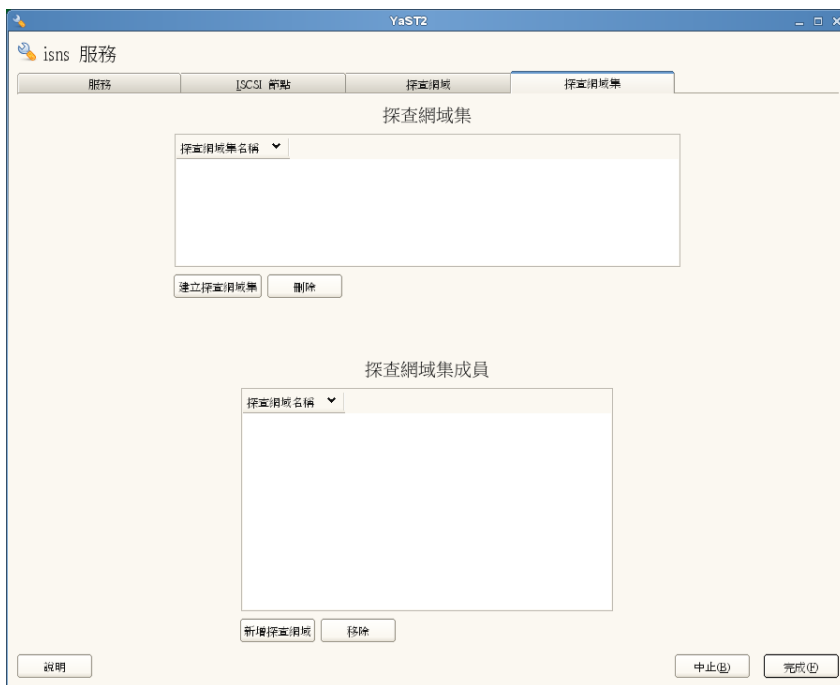 YaST2
isns 服務
服務
ISCSI 節點
探查網域
探查網域集
探查網域集
探查網域集名稱
建立探查網域集
刪除
探查網域集成員
探查網域名稱
新增探查網域
移除
說明
中止(B)
完成(F)